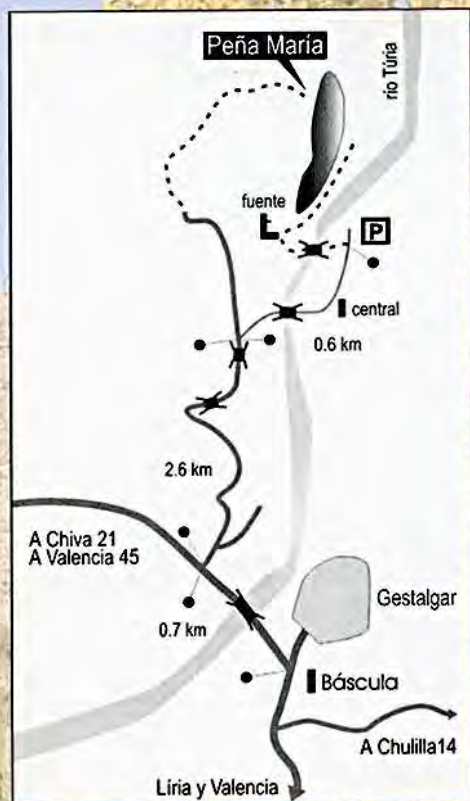 Peña María
río Túria
fuente
P
central
0.6 km
2.6 km
A Chiva 21
A Valencia 45
Gestalgar
0.7 km
Báscula
A Chulilla14
Líria y Valencia